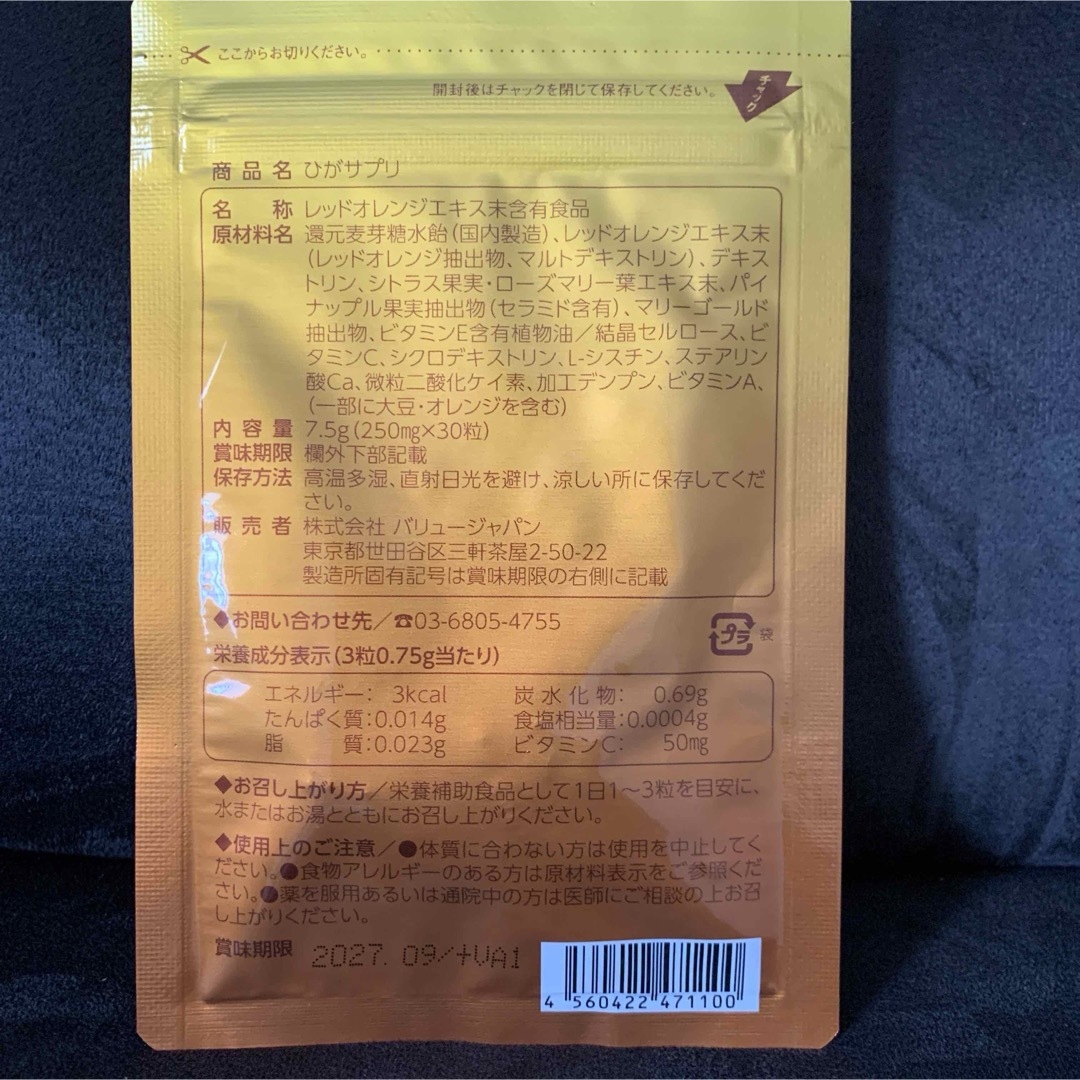 ここからお切りください。
開封後はチャックを閉じて保存してください。
チャック
商品名 ひがサプリ
名称 レッドオレンジエキス末含有食品
原材料名 還元麦芽糖水飴(国内製造)、レッドオレンジエキス末
(レッドオレンジ抽出物、マルトデキストリン)、デキス
トリン、シトラス果実・ローズマリー葉エキス末、パイ
ナップル果実抽出物(セラミド含有)、マリーゴールド
抽出物、ビタミンE含有植物油/結晶セルロース、ビ
タミンC、シクロデキストリン、L-シスチン、ステアリン
酸Ca、微粒二酸化ケイ素、加工デンプン、ビタミンA、
(一部に大豆・オレンジを含む)
内容量 7.5g(250㎎×30粒)
賞味期限 欄外下部記載
保存方法 高温多湿、直射日光を避け、涼しい所に保存してくだ
さい。
販売者 株式会社 バリュージャパン
東京都世田谷区三軒茶屋2-50-22
製造所固有記号は賞味期限の右側に記載
◆お問い合わせ先/☎03-6805-4755
プラ 袋
栄養成分表示(3粒0.75g当たり)
エネルギー: 3kcal 炭水化物: 0.69g
たんぱく質:0.014g 食塩相当量:0.0004g
脂質:0.023g ビタミンC: 50㎎
◆お召し上がり方/栄養補助食品として1日1~3粒を目安に、
水またはお湯とともにお召し上がりください。
◆使用上のご注意/●体質に合わない方は使用を中止してく
ださい。●食物アレルギーのある方は原材料表示をご参照くだ
さい。●薬を服用あるいは通院中の方は医師にご相談の上お召
し上がりください。
賞味期限 2027.09/+VA1
4 560422 471100